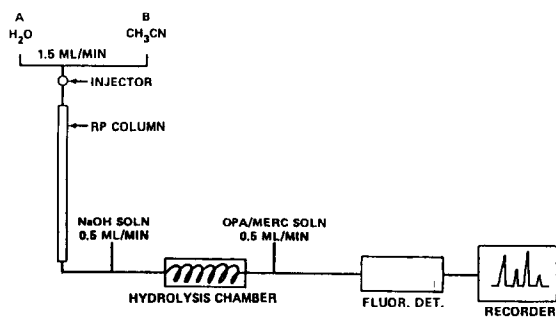 A
B
H2O
CH3CN
1.5 ML/MIN
INJECTOR
RP COLUMN
NaOH SOLN
0.5 ML/MIN
OPA/MERC SOLN
0.5 ML/MIN
HYDROLYSIS CHAMBER
FLUOR. DET.
RECORDER